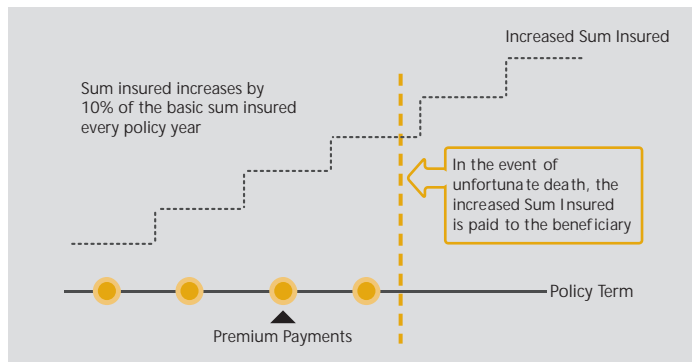 Increased Sum Insured
Sum insured increases by
10% of the basic sum insured
every policy year
In the event of
unfortunate death, the
increased Sum Insured
is paid to the beneficiary
Policy Term
Premium Payments